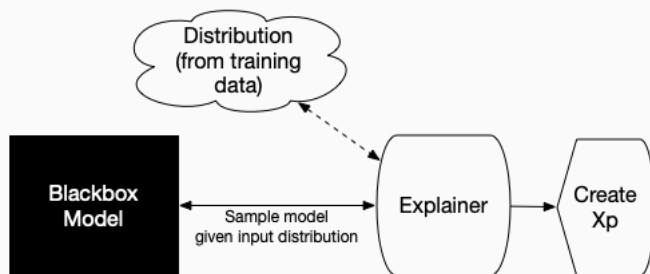 Distribution
(from training
data)
Blackbox
Model
Sample model
given input distribution
Explainer
Create
Xp